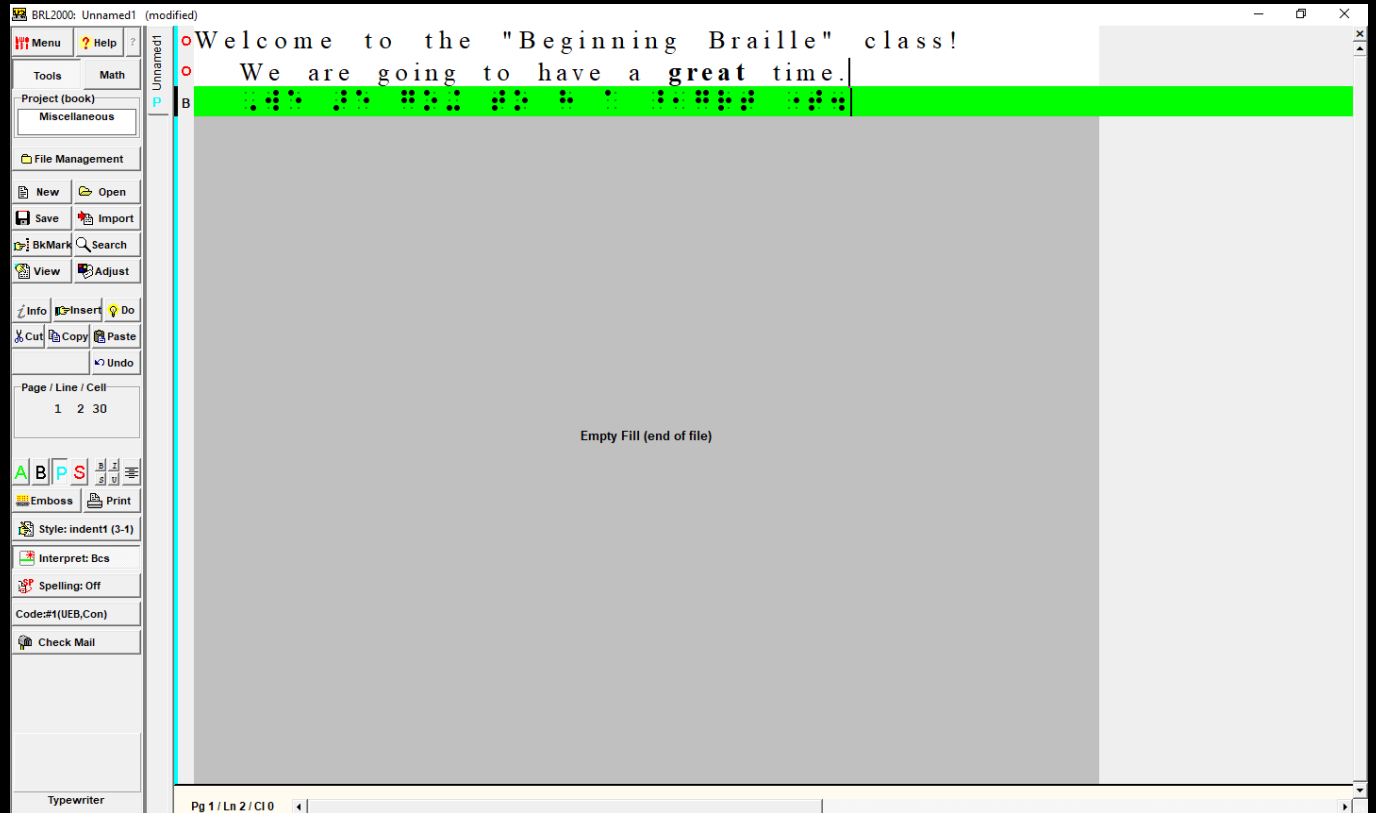 BRL2000: Unnamed1 (modified)
Menu
? Help
?
Tools
Math
Project (book)
Miscellaneous
File Management
New
Open
Save
Import
BkMark
Search
View
Adjust
Info
Insert
Do
Cut
Copy
Paste
Undo
Page / Line / Cell
1 2 30
A B P S B I S U
Emboss
Print
Style: indent1 (3-1)
Interpret: Bcs
Spelling: Off
Code:#1(UEB,Con)
Check Mail
Typewriter
Unnamed1
P
O Welcome to the "Beginning Braille" class!
O We are going to have a great time.
B ⠠⠺⠑ ⠜⠑ ⠛⠕⠬ ⠞⠕ ⠓ ⠁ ⠘⠂⠛⠗⠞ ⠐⠞⠲
Empty Fill (end of file)
Pg 1 / Ln 2 / Cl 0